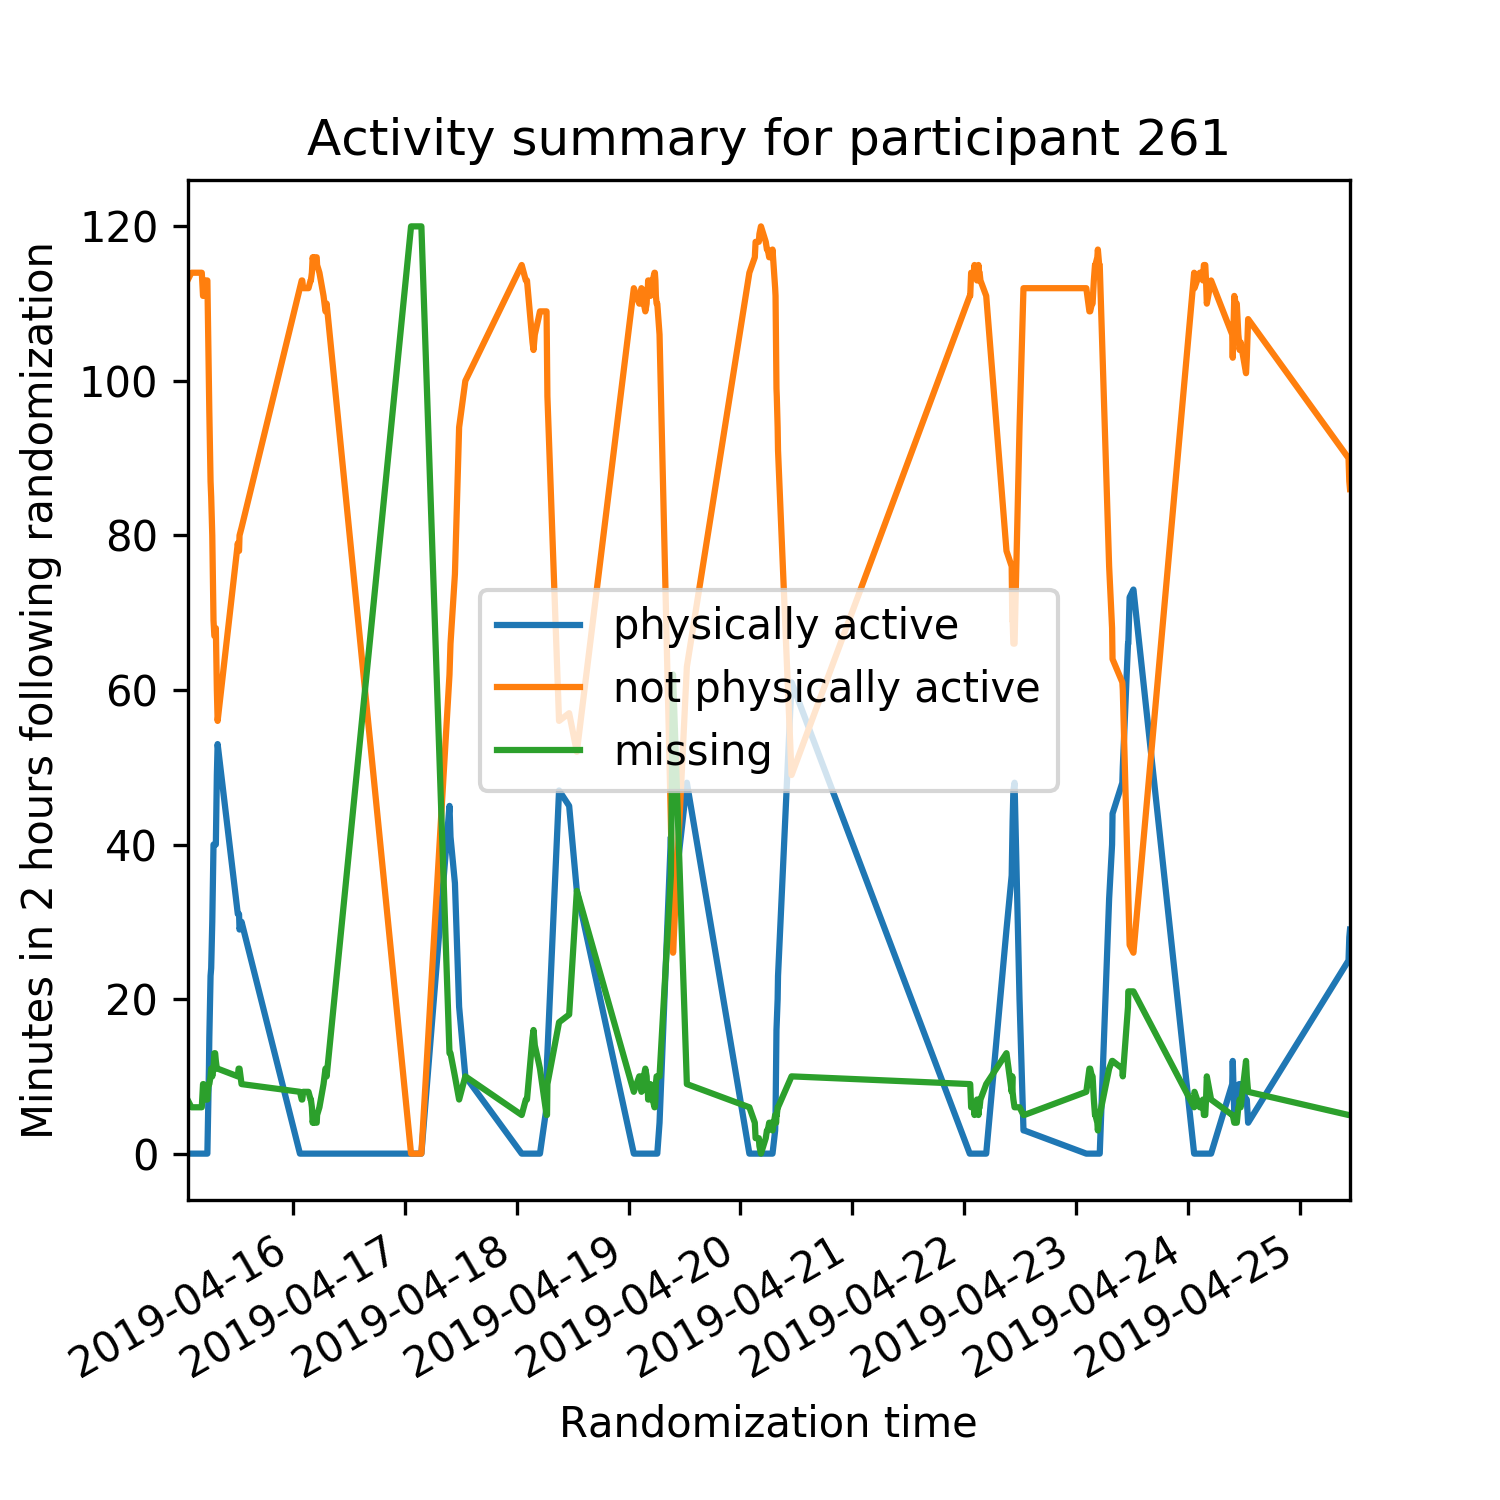 Activity summary for participant 261
Minutes in 2 hours following randomization
120
100
80
60
40
20
0
physically active
not physically active
missing
2019-04-16
2019-04-17
2019-04-18
2019-04-19
2019-04-20
2019-04-21
2019-04-22
2019-04-23
2019-04-24
2019-04-25
Randomization time